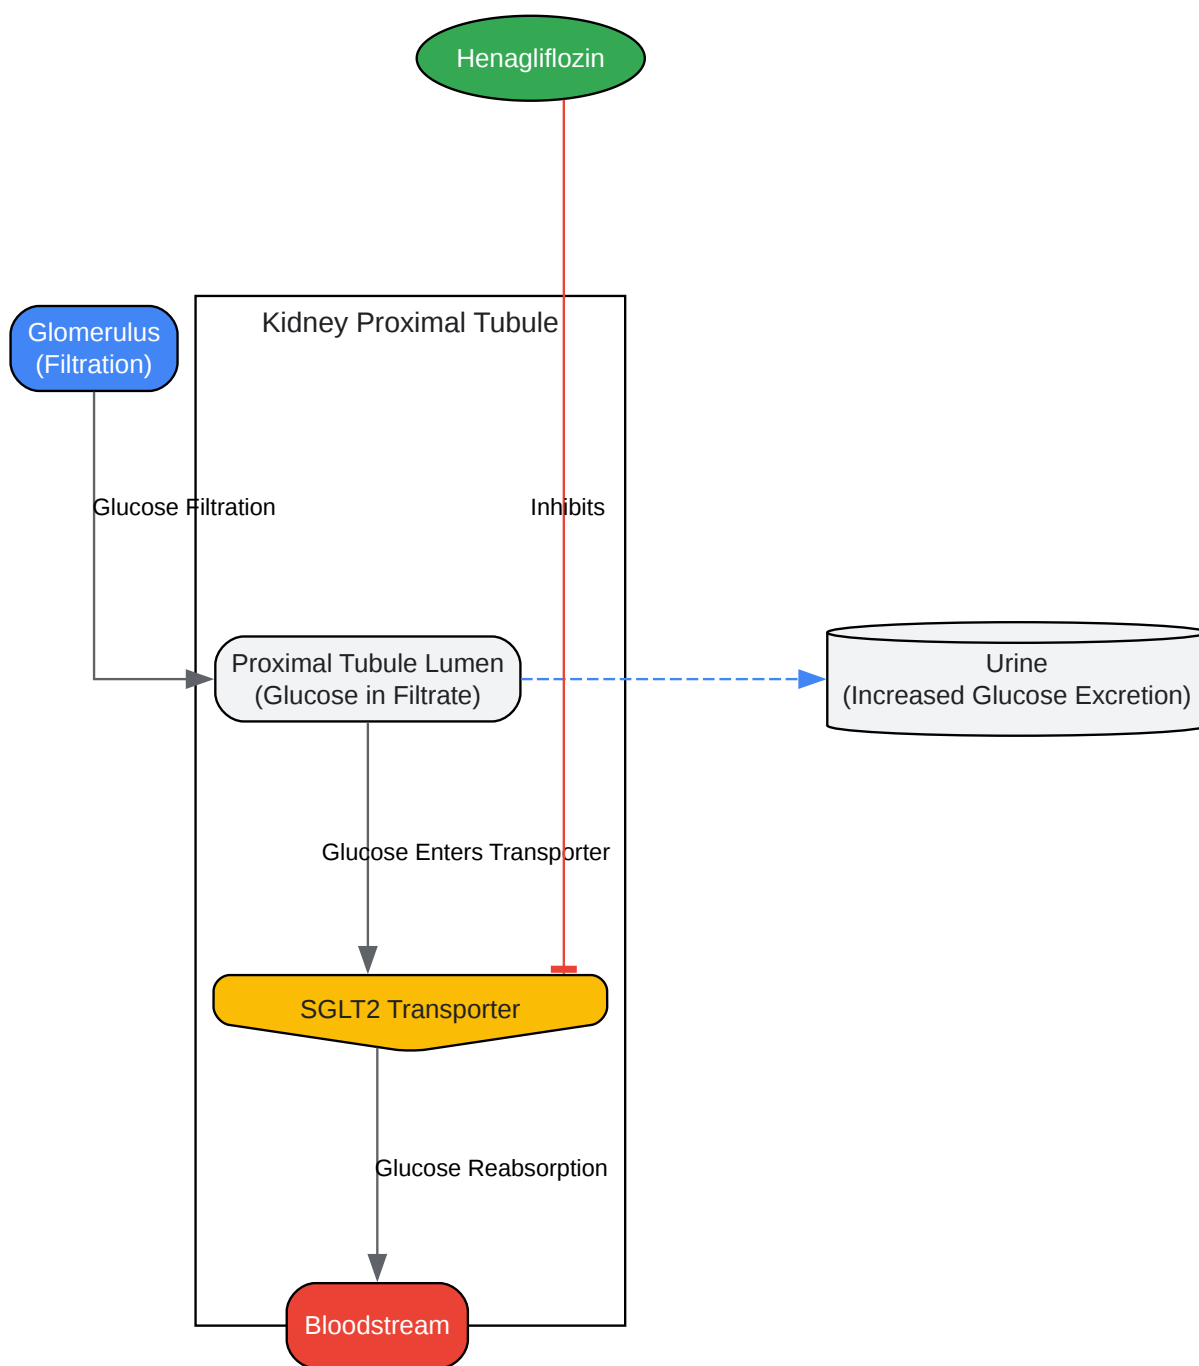 Henagliflozin
Kidney Proximal Tubule
Glomerulus
(Filtration)
Glucose Filtration
Inhibits
Proximal Tubule Lumen
(Glucose in Filtrate)
Urine
(Increased Glucose Excretion)
Glucose Enters Transporter
SGLT2 Transporter
Glucose Reabsorption
Bloodstream